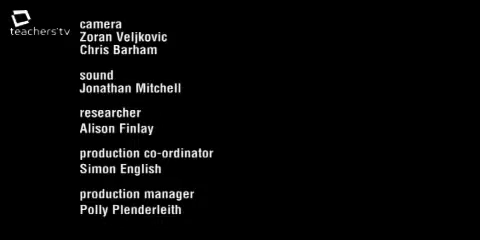 teachers'tv
camera
Zoran Veljkovic
Chris Barham
sound
Jonathan Mitchell
researcher
Alison Finlay
production co-ordinator
Simon English
production manager
Polly Plenderleith